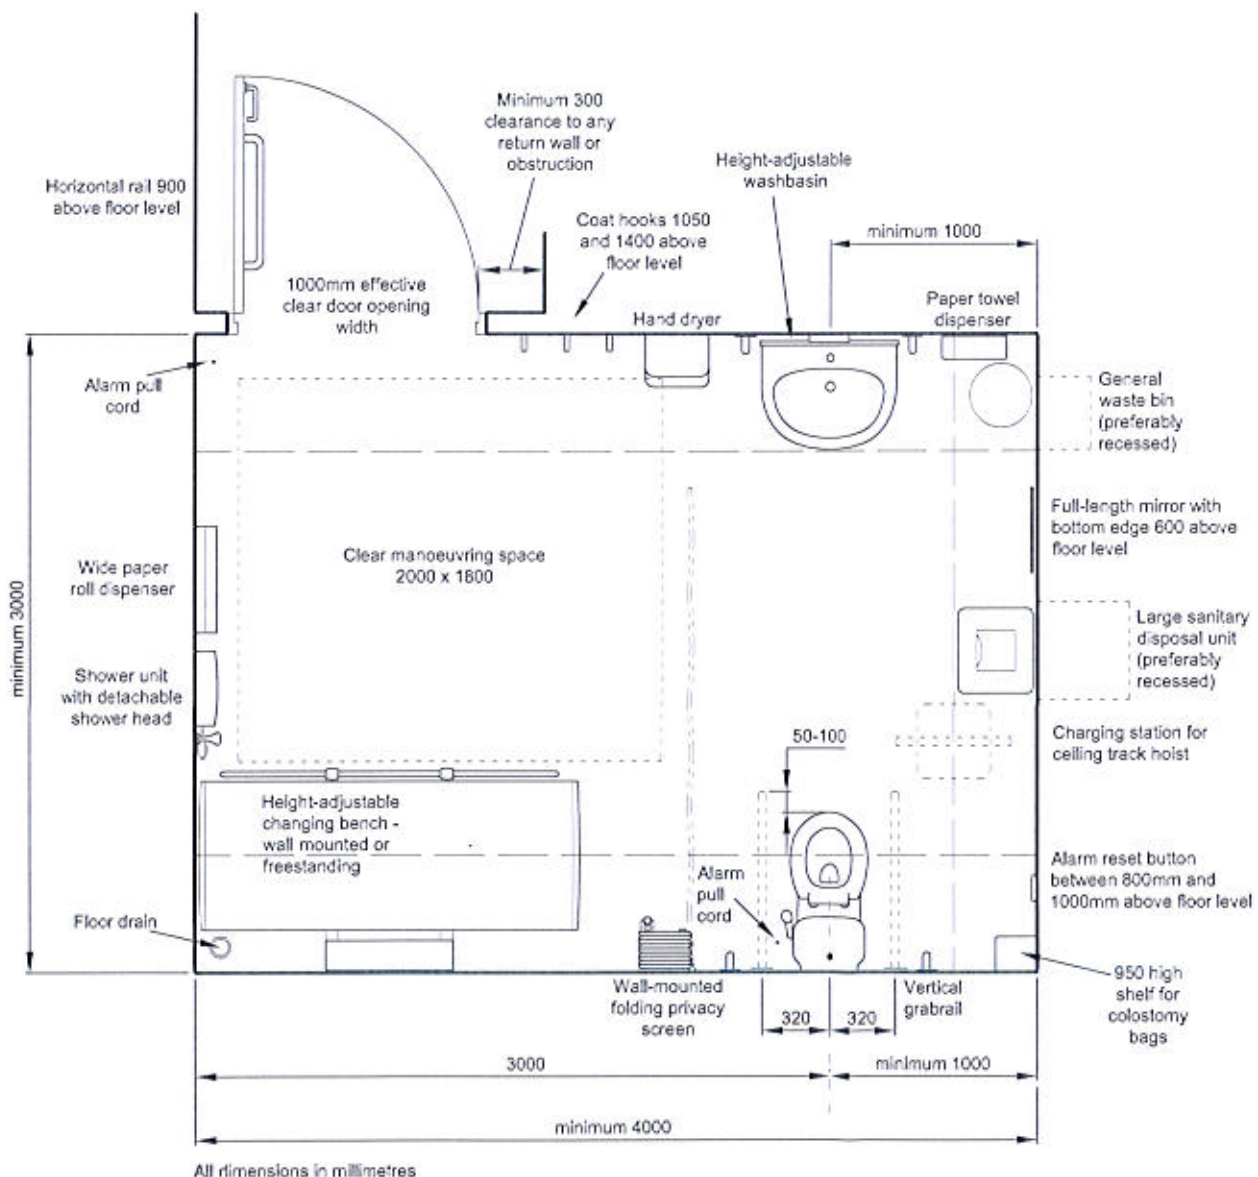 Minimum 300
clearance to any
return wall or
obstruction
Height-adjustable
washbasin
Horizontal rail 900
above floor level
Coat hooks 1050
and 1400 above
floor level
minimum 1000
1000mm effective
clear door opening
width
Hand dryer
Paper towel
dispenser
Alarm pull
cord
General
waste bin
(preferably
recessed)
Full-length mirror with
bottom edge 600 above
floor level
Clear manoeuvring space
2000 x 1800
Wide paper
roll dispenser
minimum 3000
Large sanitary
disposal unit
(preferably
recessed)
Shower unit
with detachable
shower head
50-100
Charging station for
ceiling track hoist
Height-adjustable
changing bench -
wall mounted or
freestanding
Alarm
pull
cord
Alarm reset button
between 800mm and
1000mm above floor level
Floor drain
950 high
shelf for
colostomy
bags
Wall-mounted
folding privacy
screen
Vertical
grabrail
320
320
3000
minimum 1000
minimum 4000
All dimensions in millimetres